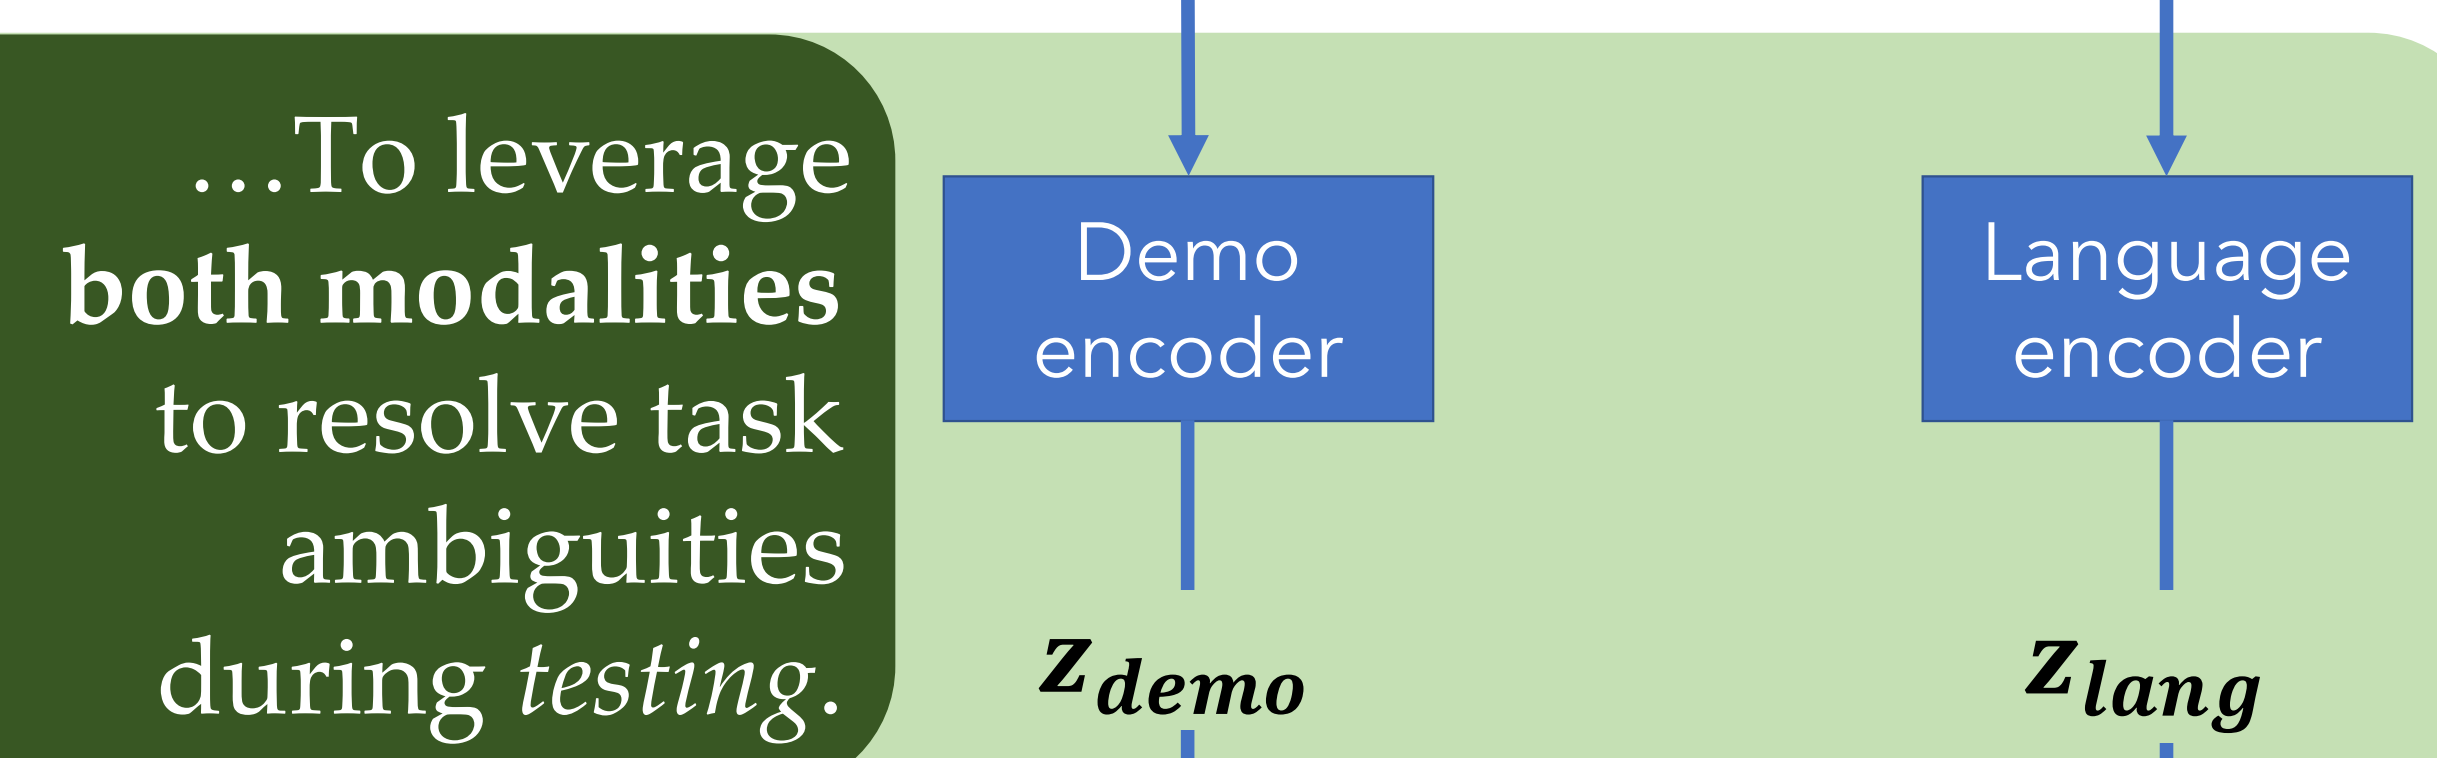 …To leverage
both modalities
to resolve task
ambiguities
during testing.
Demo
encoder
z_demo
Language
encoder
z_lang